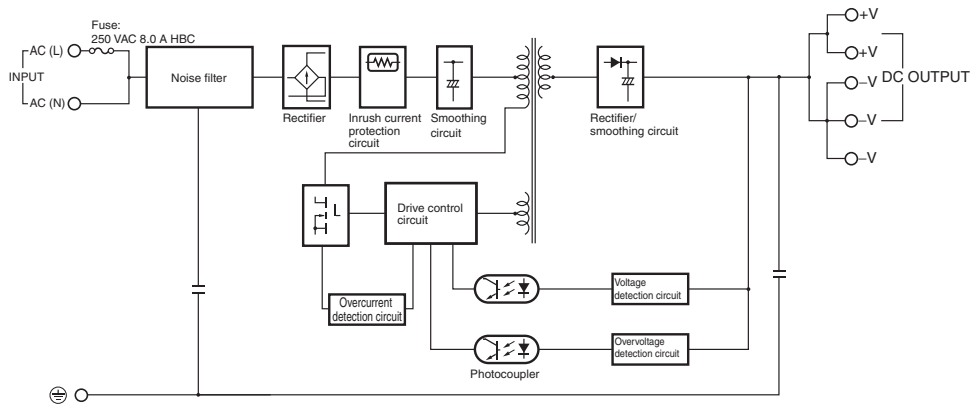 Fuse:
250 VAC 8.0 A HBC
AC (L)
INPUT
AC (N)
Noise filter
Rectifier
Inrush current
protection
circuit
Smoothing
circuit
Rectifier/
smoothing circuit
+V
+V
–V
DC OUTPUT
–V
–V
Drive control
circuit
Overcurrent
detection circuit
Voltage
detection circuit
Overvoltage
detection circuit
Photocoupler